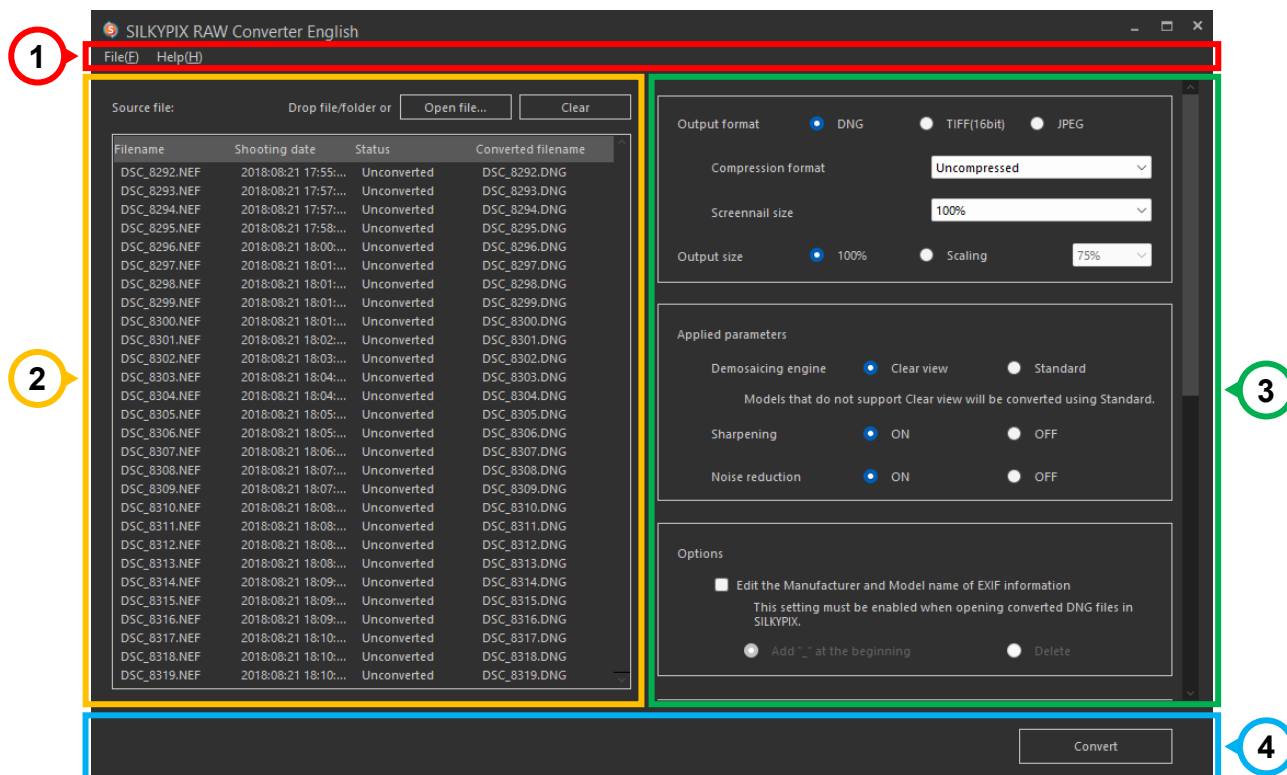 SILKYPIX RAW Converter English
1
File(F) Help(H)
2
Source file: Drop file/folder or Open file... Clear
Filename Shooting date Status Converted filename
DSC_8292.NEF 2018:08:21 17:55:... Unconverted DSC_8292.DNG
DSC_8293.NEF 2018:08:21 17:57:... Unconverted DSC_8293.DNG
DSC_8294.NEF 2018:08:21 17:57:... Unconverted DSC_8294.DNG
DSC_8295.NEF 2018:08:21 17:58:... Unconverted DSC_8295.DNG
DSC_8296.NEF 2018:08:21 18:00:... Unconverted DSC_8296.DNG
DSC_8297.NEF 2018:08:21 18:01:... Unconverted DSC_8297.DNG
DSC_8298.NEF 2018:08:21 18:01:... Unconverted DSC_8298.DNG
DSC_8299.NEF 2018:08:21 18:01:... Unconverted DSC_8299.DNG
DSC_8300.NEF 2018:08:21 18:01:... Unconverted DSC_8300.DNG
DSC_8301.NEF 2018:08:21 18:02:... Unconverted DSC_8301.DNG
DSC_8302.NEF 2018:08:21 18:03:... Unconverted DSC_8302.DNG
DSC_8303.NEF 2018:08:21 18:04:... Unconverted DSC_8303.DNG
DSC_8304.NEF 2018:08:21 18:04:... Unconverted DSC_8304.DNG
DSC_8305.NEF 2018:08:21 18:05:... Unconverted DSC_8305.DNG
DSC_8306.NEF 2018:08:21 18:05:... Unconverted DSC_8306.DNG
DSC_8307.NEF 2018:08:21 18:06:... Unconverted DSC_8307.DNG
DSC_8308.NEF 2018:08:21 18:07:... Unconverted DSC_8308.DNG
DSC_8309.NEF 2018:08:21 18:07:... Unconverted DSC_8309.DNG
DSC_8310.NEF 2018:08:21 18:08:... Unconverted DSC_8310.DNG
DSC_8311.NEF 2018:08:21 18:08:... Unconverted DSC_8311.DNG
DSC_8312.NEF 2018:08:21 18:08:... Unconverted DSC_8312.DNG
DSC_8313.NEF 2018:08:21 18:08:... Unconverted DSC_8313.DNG
DSC_8314.NEF 2018:08:21 18:09:... Unconverted DSC_8314.DNG
DSC_8315.NEF 2018:08:21 18:09:... Unconverted DSC_8315.DNG
DSC_8316.NEF 2018:08:21 18:09:... Unconverted DSC_8316.DNG
DSC_8317.NEF 2018:08:21 18:10:... Unconverted DSC_8317.DNG
DSC_8318.NEF 2018:08:21 18:10:... Unconverted DSC_8318.DNG
DSC_8319.NEF 2018:08:21 18:10:... Unconverted DSC_8319.DNG
3
Output format DNG TIFF(16bit) JPEG
Compression format Uncompressed
Screennail size 100%
Output size 100% Scaling 75%
Applied parameters
Demosaicing engine Clear view Standard
Models that do not support Clear view will be converted using Standard.
Sharpening ON OFF
Noise reduction ON OFF
Options
Edit the Manufacturer and Model name of EXIF information
This setting must be enabled when opening converted DNG files in
SILKYPIX.
Add "_" at the beginning Delete
4
Convert